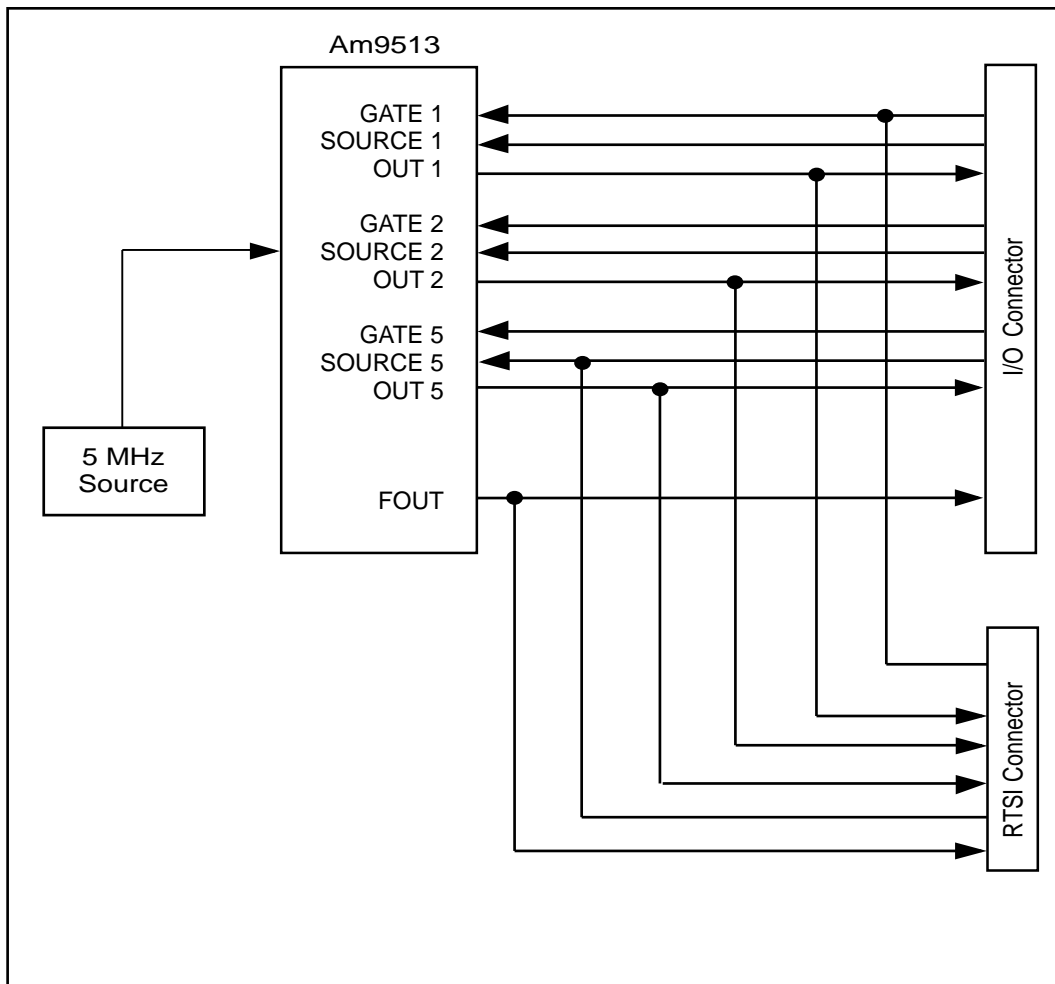 Am9513
GATE 1
SOURCE 1
OUT 1
GATE 2
SOURCE 2
OUT 2
GATE 5
SOURCE 5
OUT 5
FOUT
5 MHz
Source
I/O Connector
RTSI Connector